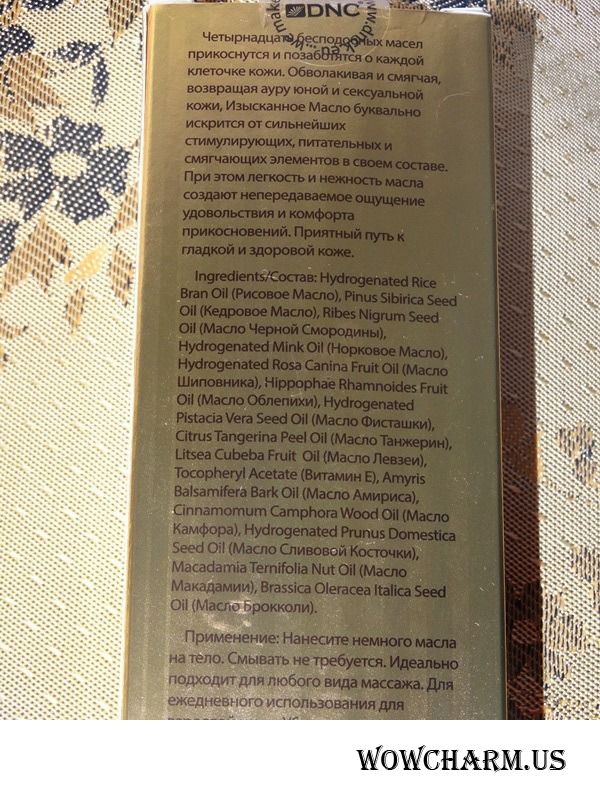 DNC
Четырнадцать бесподобных масел
прикоснутся и позаботятся о каждой
клеточке кожи. Обволакивая и смягчая,
возвращая ауру юной и сексуальной
кожи, Изысканное Масло буквально
искрится от сильнейших
стимулирующих, питательных и
смягчающих элементов в своем составе.
При этом легкость и нежность масла
создают непередаваемое ощущение
удовольствия и комфорта
прикосновений. Приятный путь к
гладкой и здоровой коже.
Ingredients/Состав: Hydrogenated Rice
Bran Oil (Рисовое Масло), Pinus Sibirica Seed
Oil (Кедровое Масло), Ribes Nigrum Seed
Oil (Масло Черной Смородины),
Hydrogenated Mink Oil (Норковое Масло),
Hydrogenated Rosa Canina Fruit Oil (Масло
Шиповника), Hippophae Rhamnoides Fruit
Oil (Масло Облепихи), Hydrogenated
Pistacia Vera Seed Oil (Масло Фисташки),
Citrus Tangerina Peel Oil (Масло Танжерин),
Litsea Cubeba Fruit Oil (Масло Левзеи),
Tocopheryl Acetate (Витамин Е), Amyris
Balsamifera Bark Oil (Масло Амириса),
Cinnamomum Camphora Wood Oil (Масло
Камфора), Hydrogenated Prunus Domestica
Seed Oil (Масло Сливовой Косточки),
Macadamia Ternifolia Nut Oil (Масло
Макадамии), Brassica Oleracea Italica Seed
Oil (Масло Брокколи).
Применение: Нанесите немного масла
на тело. Смывать не требуется. Идеально
подходит для любого вида массажа. Для
ежедневного использования для
WOWCHARM.US